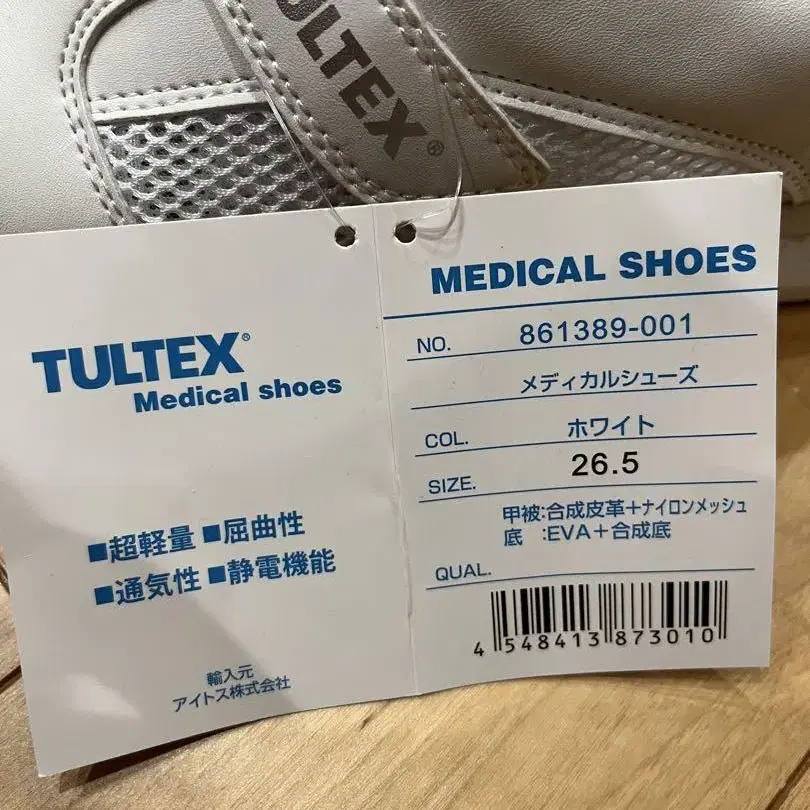 TULTEX®
TULTEX®
Medical shoes
■超軽量 ■屈曲性
■通気性 ■静電機能
輸入元
アイトス株式会社
MEDICAL SHOES
NO. 861389-001
メディカルシューズ
COL. ホワイト
SIZE. 26.5
甲被:合成皮革+ナイロンメッシュ
底 :EVA+合成底
QUAL.
4 548413 873010